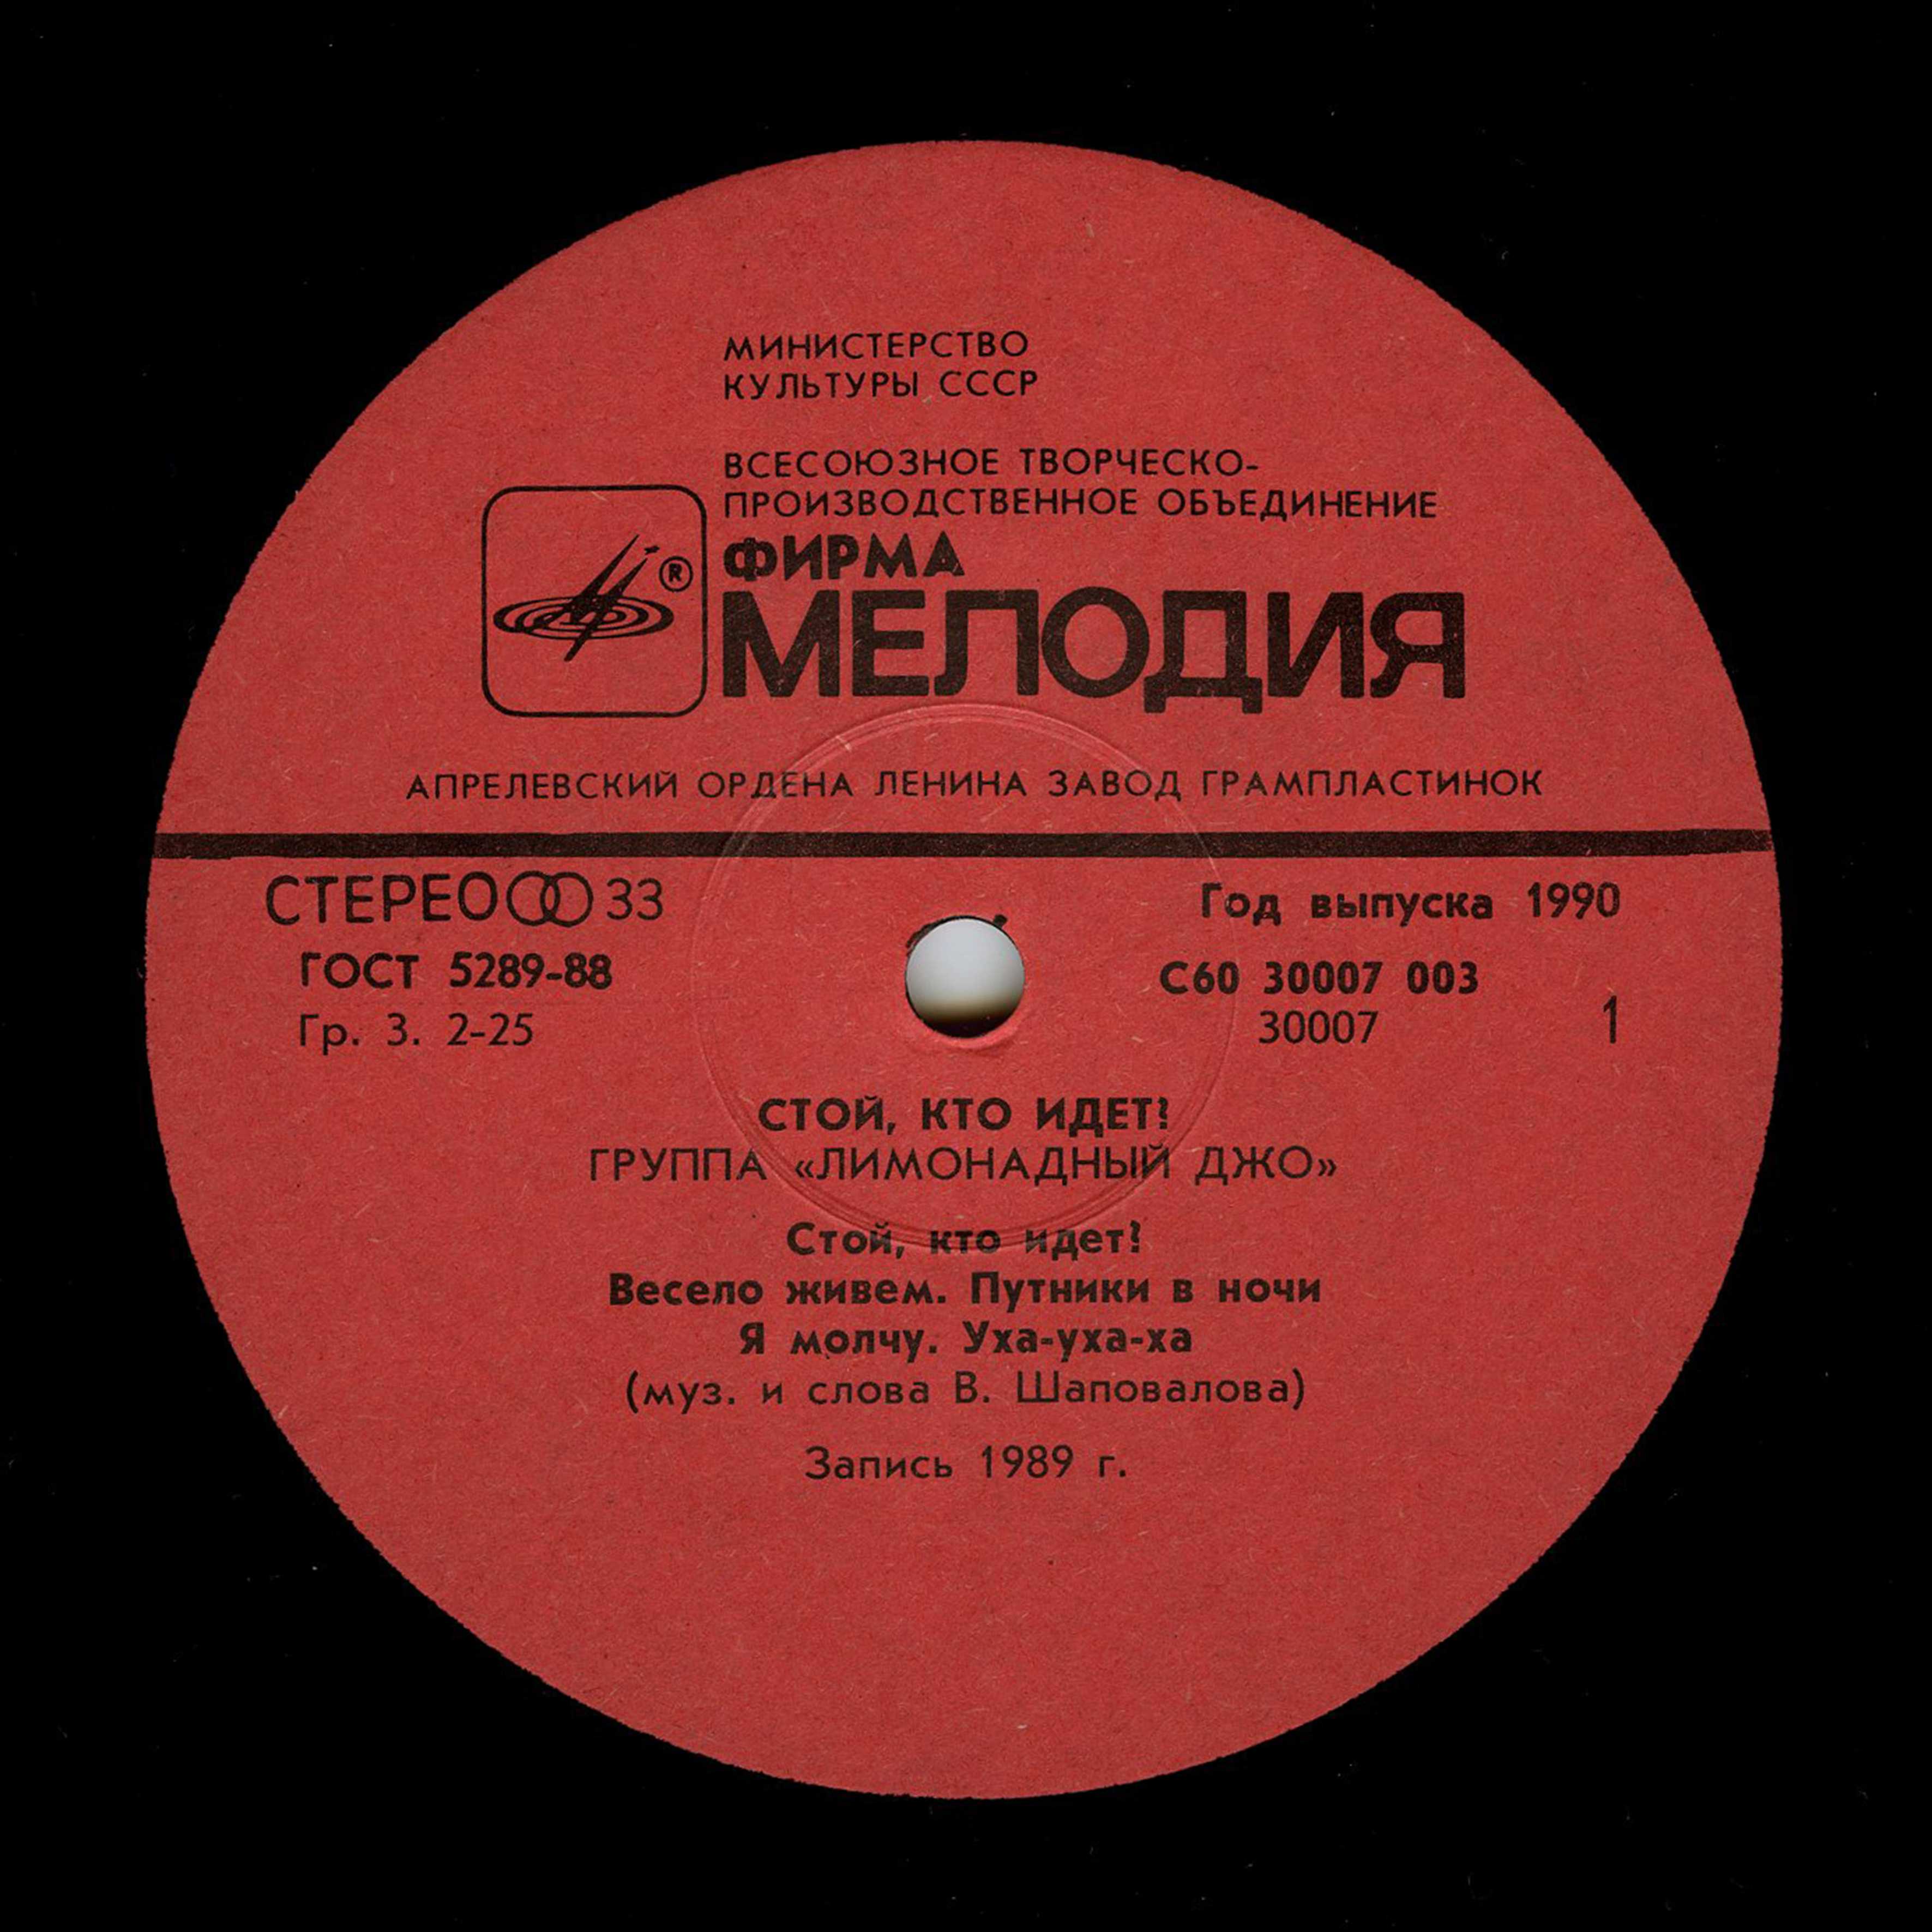 МИНИСТЕРСТВО
КУЛЬТУРЫ СССР
ВСЕСОЮЗНОЕ ТВОРЧЕСКО-
ПРОИЗВОДСТВЕННОЕ ОБЪЕДИНЕНИЕ
®
ФИРМА
МЕЛОДИЯ
АПРЕЛЕВСКИЙ ОРДЕНА ЛЕНИНА ЗАВОД ГРАМПЛАСТИНОК
СТЕРЕО 33
Год выпуска 1990
ГОСТ 5289-88
С60 30007 003
Гр. 3. 2-25
30007
1
СТОЙ, КТО ИДЕТ?
ГРУППА «ЛИМОНАДНЫЙ ДЖО»
Стой, кто идет?
Весело живем. Путники в ночи
Я молчу. Уха-уха-ха
(муз. и слова В. Шаповалова)
Запись 1989 г.